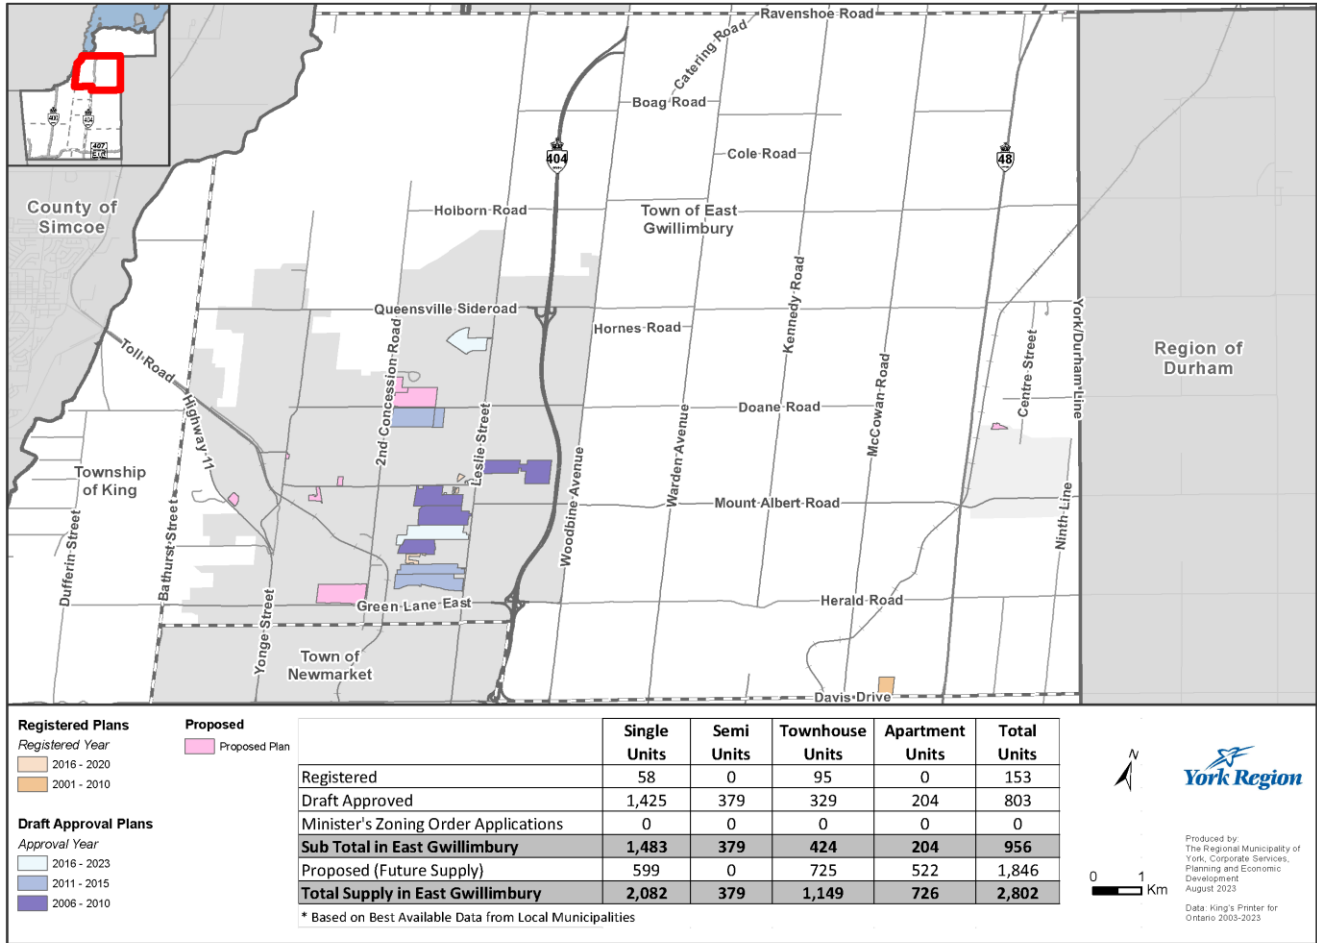 Ravenshoe Road
Catering Road
Boag Road
404
Cole Road
48
400
404
407
ETR
County of
Simcoe
Holborn Road
Town of East
Gwillimbury
Queensville Sideroad
Hornes Road
Kennedy Road
York/Durham Line
Region of
Durham
Toll Road
2nd Concession Road
Centre Street
Highway 11
Leslie Street
Doane Road
McCowan Road
Warden Avenue
Woodbine Avenue
Township
of King
Mount Albert Road
Ninth Line
Dufferin Street
Bathurst Street
Yonge Street
Green Lane East
Herald Road
Town of
Newmarket
Davis Drive
Registered Plans
Registered Year
2016 - 2020
2001 - 2010
Proposed
Proposed Plan
Draft Approval Plans
Approval Year
2016 - 2023
2011 - 2015
2006 - 2010
Single Units Semi Units Townhouse Units Apartment Units Total Units
Registered 58 0 95 0 153
Draft Approved 1,425 379 329 204 803
Minister's Zoning Order Applications 0 0 0 0 0
Sub Total in East Gwillimbury 1,483 379 424 204 956
Proposed (Future Supply) 599 0 725 522 1,846
Total Supply in East Gwillimbury 2,082 379 1,149 726 2,802
* Based on Best Available Data from Local Municipalities
N
0 1 Km
York Region
Produced by:
The Regional Municipality of
York, Corporate Services,
Planning and Economic
Development
August 2023
Data: King's Printer for
Ontario 2003-2023